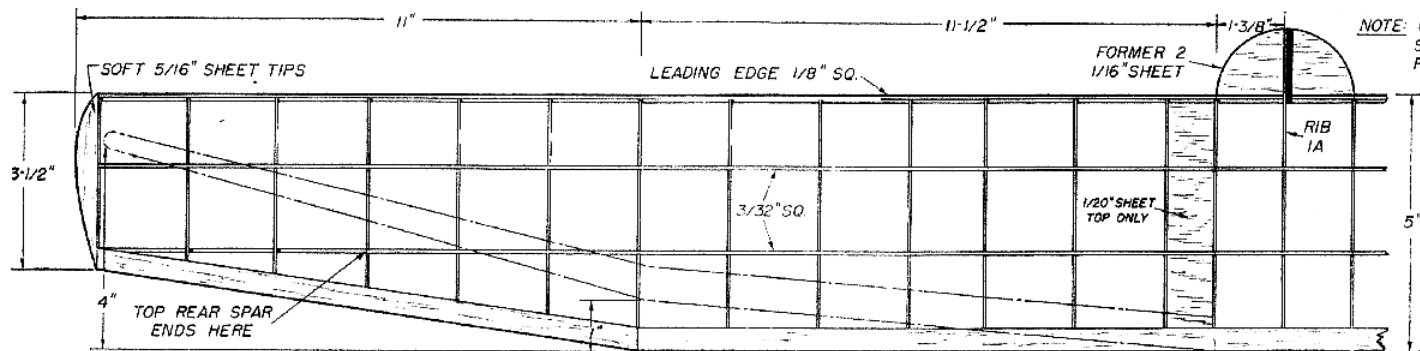 11"
11-1/2"
1-3/8"
NOTE:
SOFT 5/16" SHEET TIPS
LEADING EDGE 1/8" SQ.
FORMER 2
1/16" SHEET
RIB
1A
3-1/2"
3/32" SQ.
1/20" SHEET
TOP ONLY
5"
4"
TOP REAR SPAR
ENDS HERE
1"